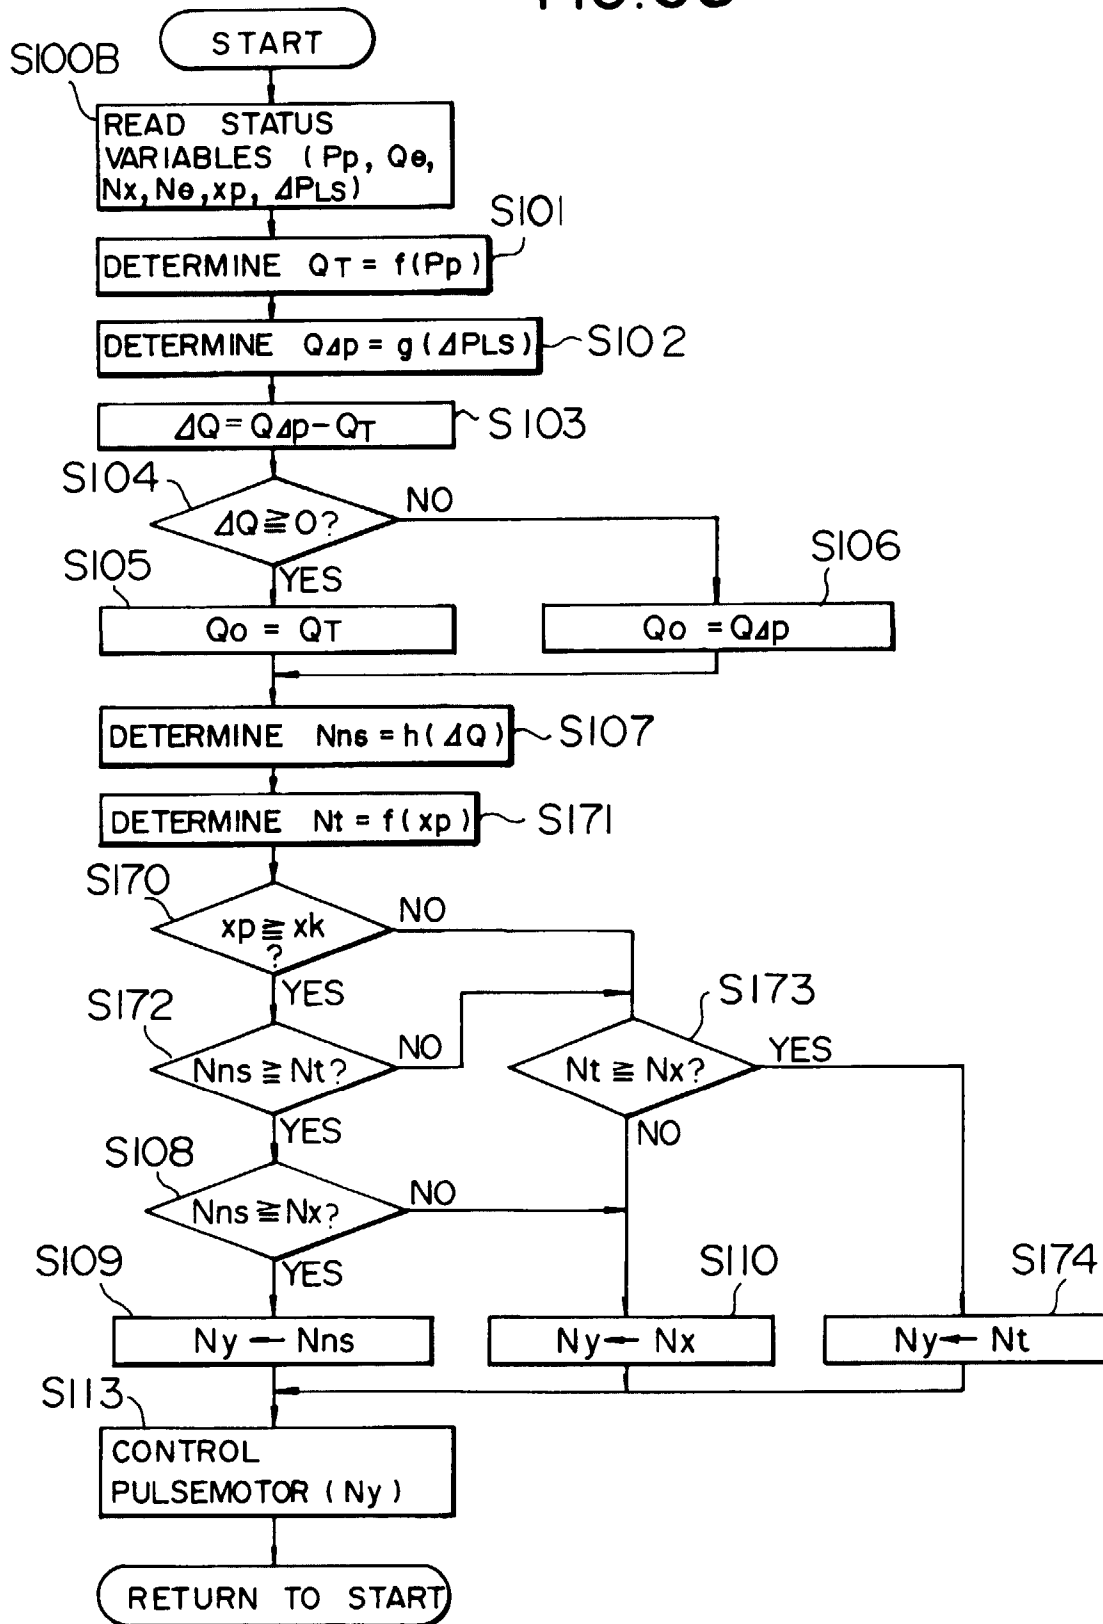 START
S100B
READ STATUS
VARIABLES (Pp, Qθ,
Nx, Nθ, xp, ΔPLS)
S101
DETERMINE QT = f(Pp)
DETERMINE QΔp = g(ΔPLS)
S102
ΔQ = QΔp - QT
S103
S104
ΔQ ≧ 0?
NO
YES
S105
S106
Qo = QT
Qo = QΔp
DETERMINE Nns = h(ΔQ)
S107
DETERMINE Nt = f(xp)
S171
S170
xp ≧ xk
?
NO
YES
S172
S173
Nns ≧ Nt?
NO
Nt ≧ Nx?
YES
YES
NO
S108
Nns ≧ Nx?
NO
YES
S109
S110
S174
Ny ← Nns
Ny ← Nx
Ny ← Nt
S113
CONTROL
PULSEMOTOR (Ny)
RETURN TO START